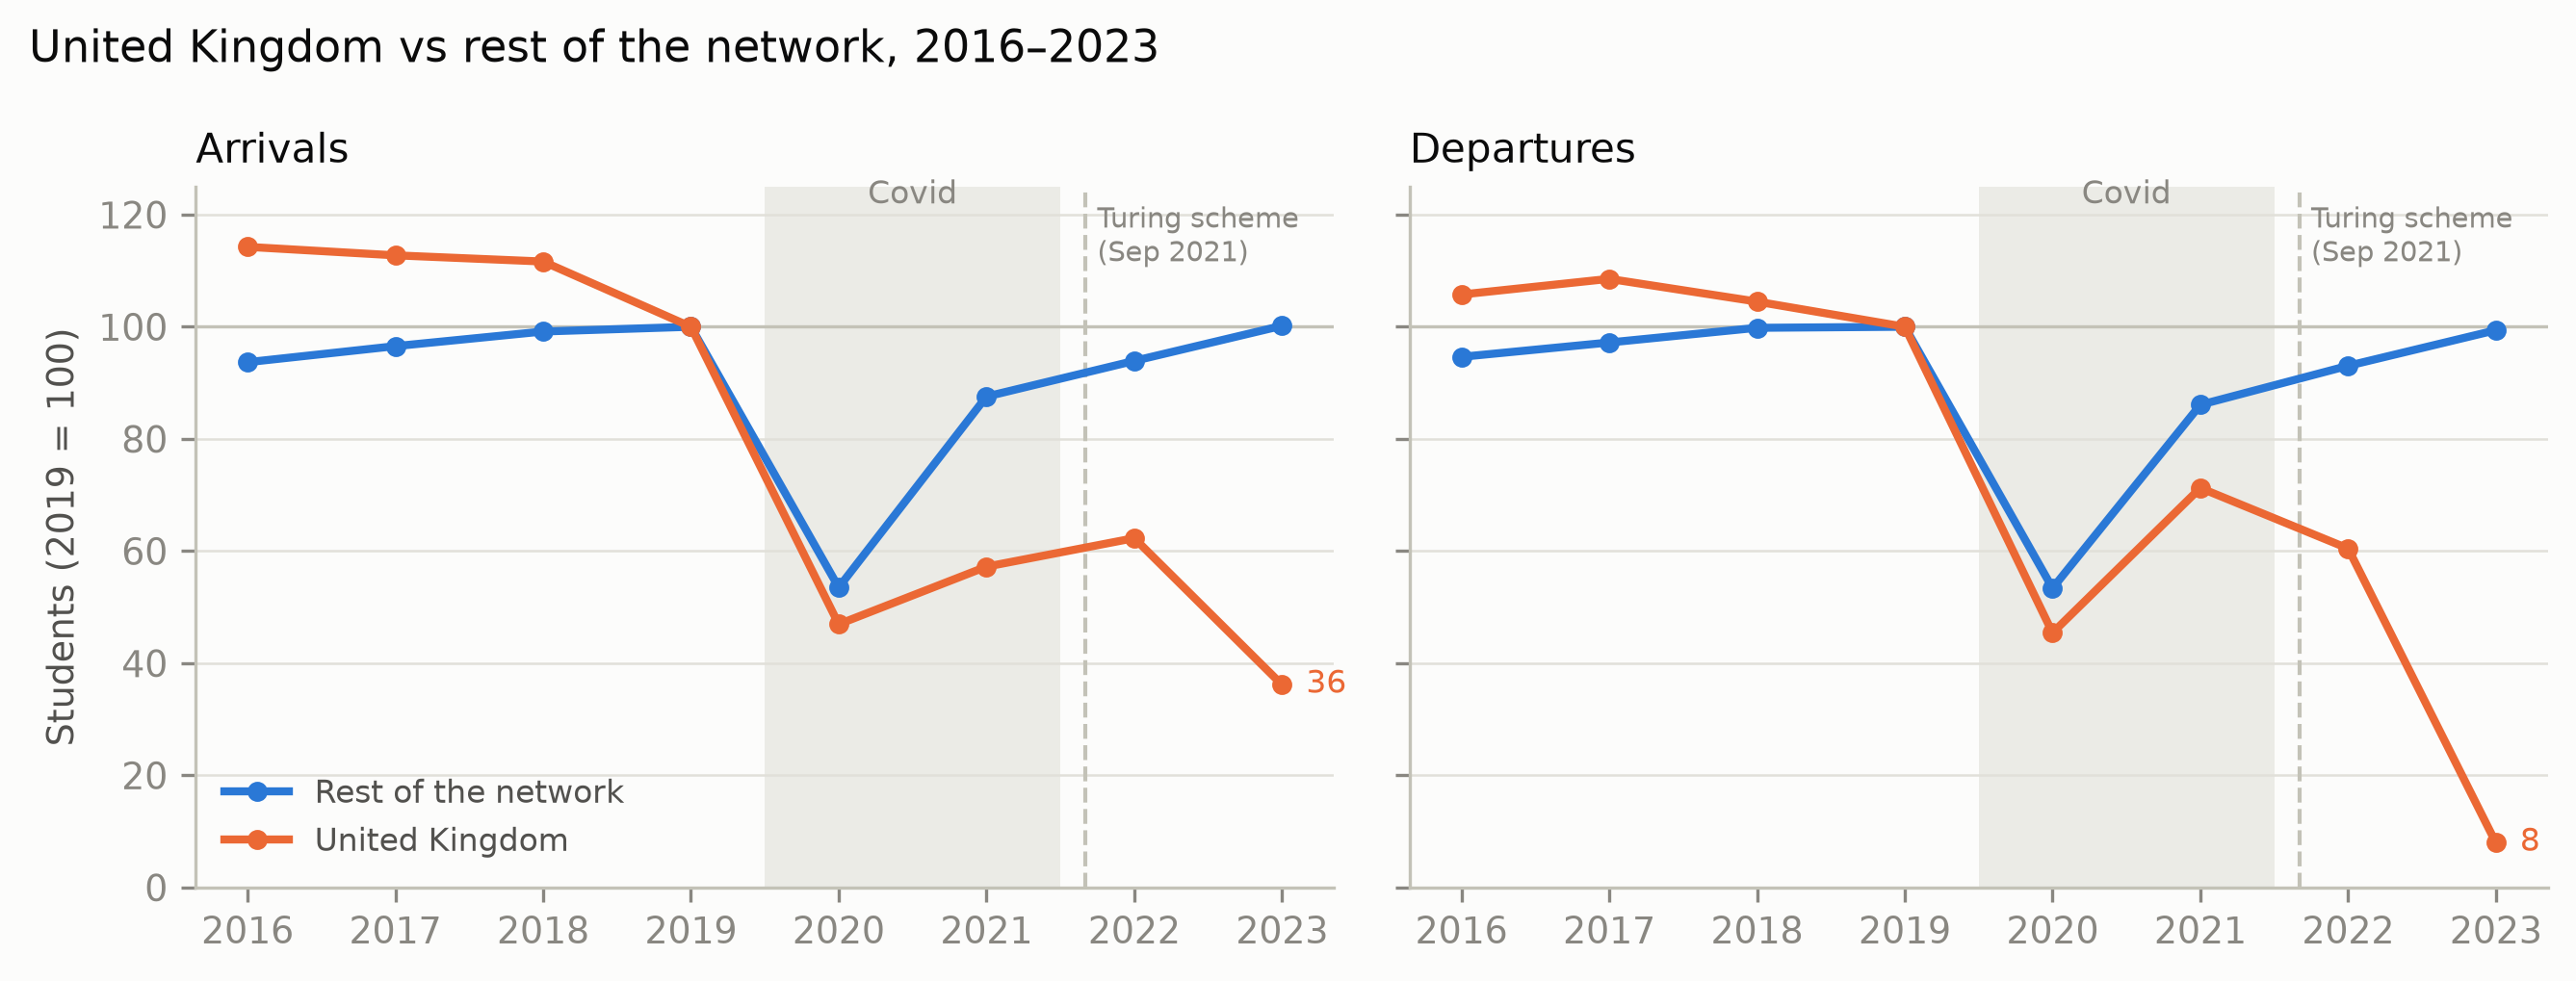 United Kingdom vs rest of the network, 2016–2023
Arrivals
Students (2019 = 100)
120
100
80
60
40
20
0
Covid
Turing scheme
(Sep 2021)
36
Rest of the network
United Kingdom
2016 2017 2018 2019 2020 2021 2022 2023
Departures
Covid
Turing scheme
(Sep 2021)
8
2016 2017 2018 2019 2020 2021 2022 2023